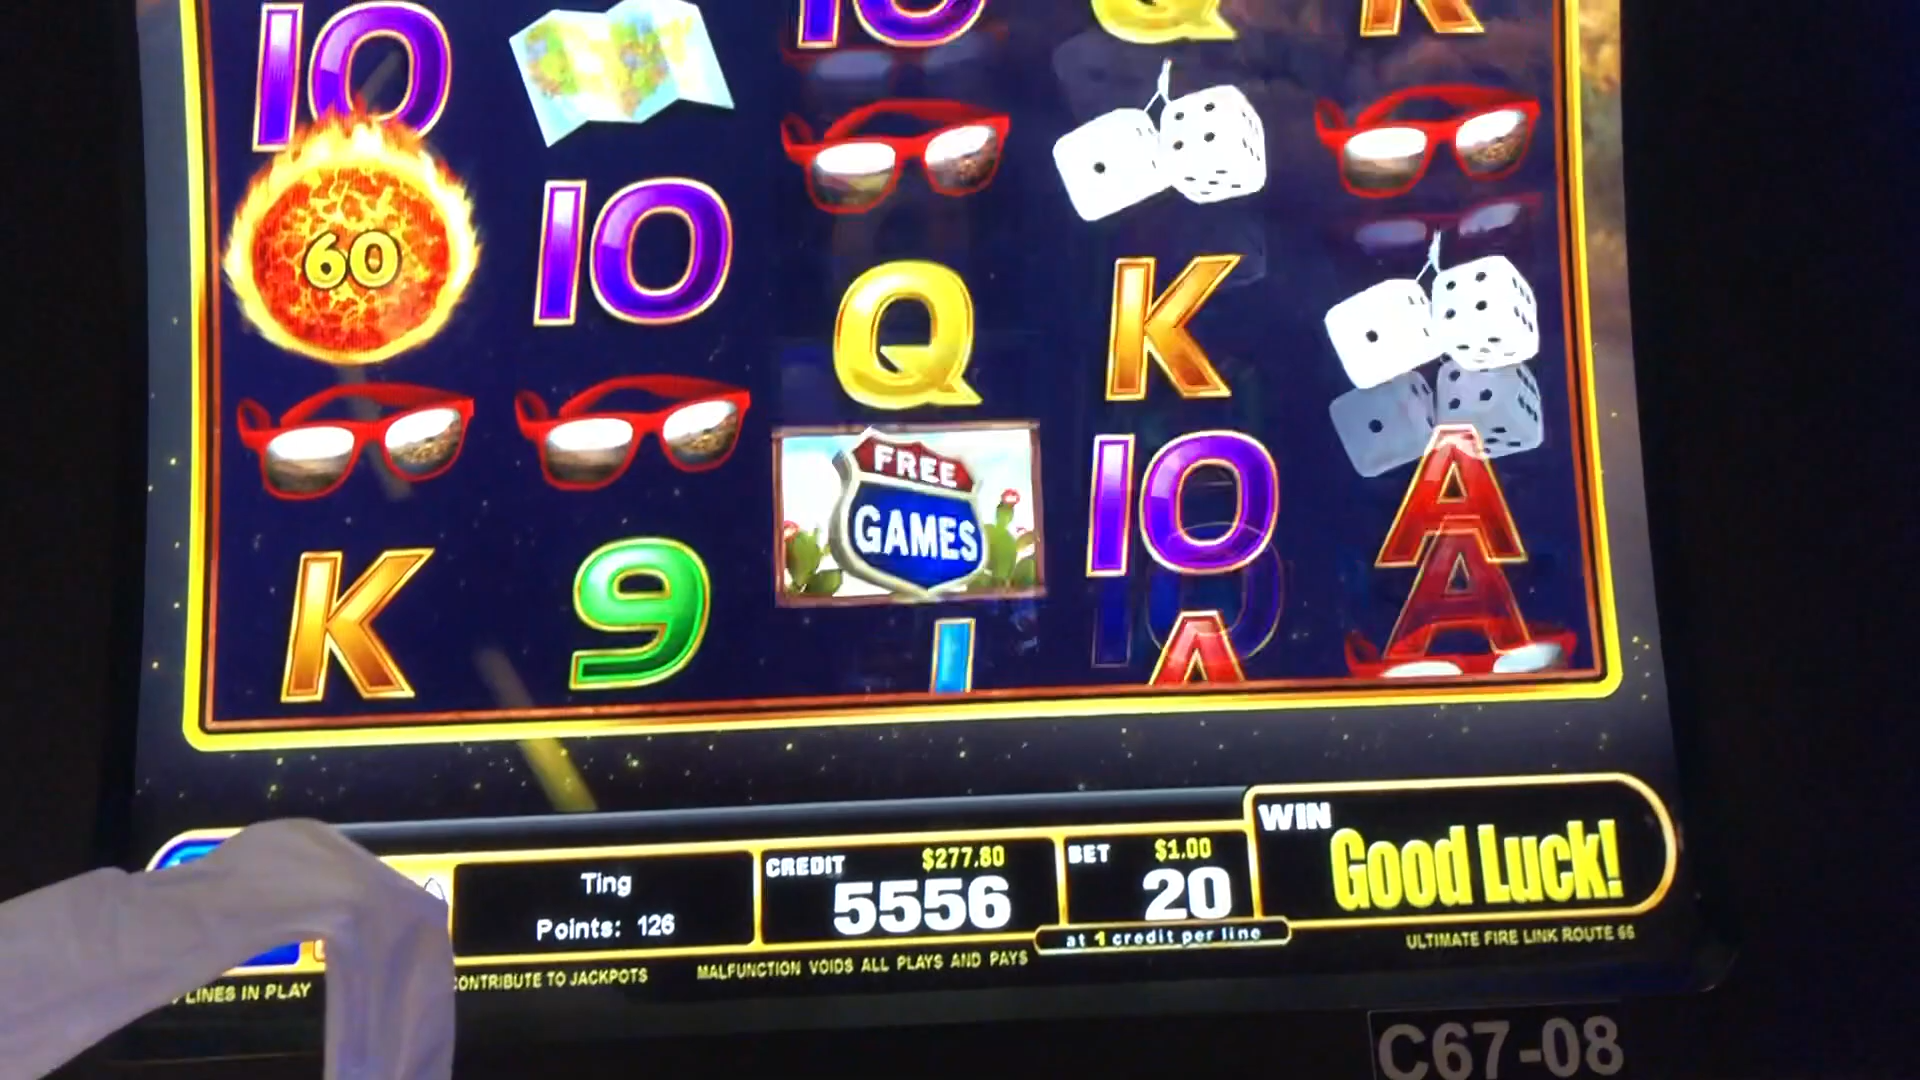 10
10
Q
K
60
10
Q
K
FREE
GAMES
10
A
K
9
J
A
A
WIN
Good Luck!
Ting
Points: 126
CREDIT $277.80
5556
BET $1.00
20
at 1 credit per line
LINES IN PLAY
CONTRIBUTE TO JACKPOTS
MALFUNCTION VOIDS ALL PLAYS AND PAYS
ULTIMATE FIRE LINK ROUTE 66
C67-08